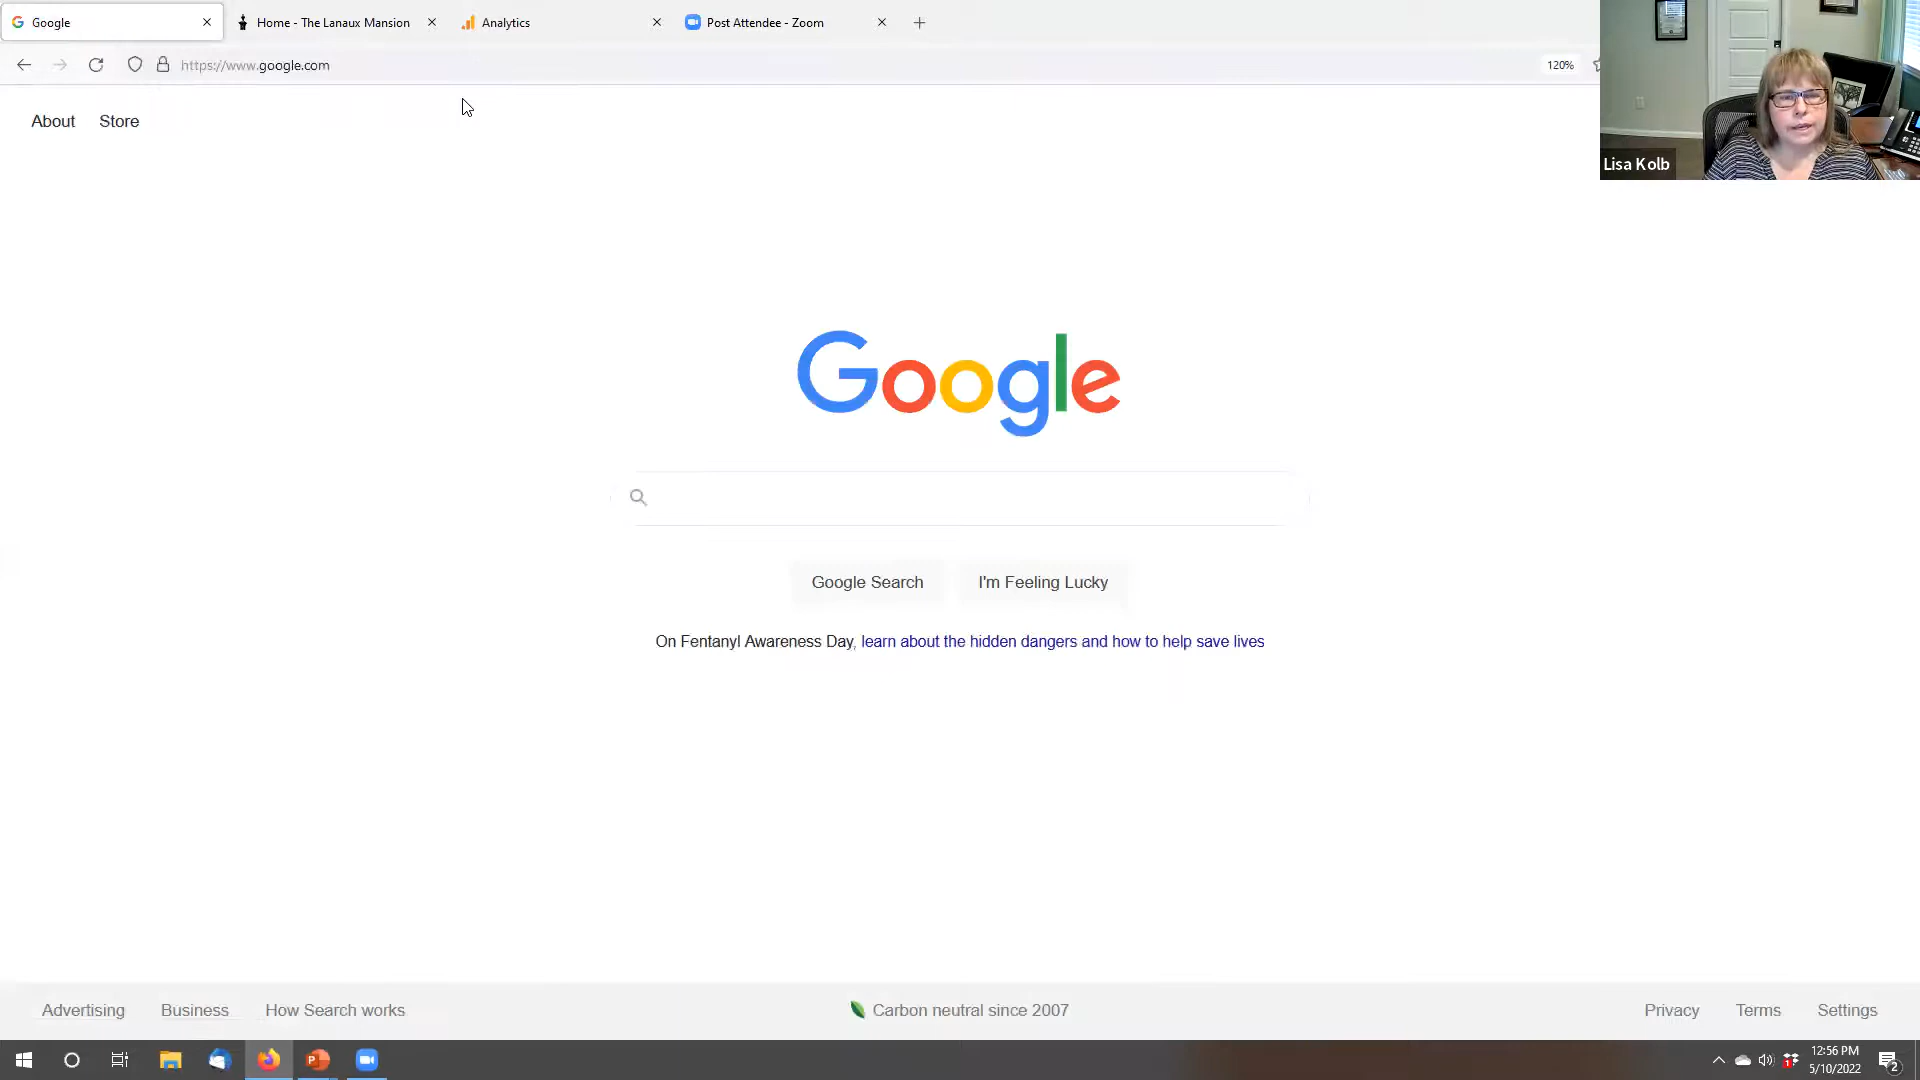 Google
Home - The Lanaux Mansion
Analytics
Post Attendee - Zoom
https://www.google.com
120%
About
Store
Lisa Kolb
Google
Google Search
I'm Feeling Lucky
On Fentanyl Awareness Day, learn about the hidden dangers and how to help save lives
Advertising
Business
How Search works
Carbon neutral since 2007
Privacy
Terms
Settings
12:56 PM
5/10/2022
1
2